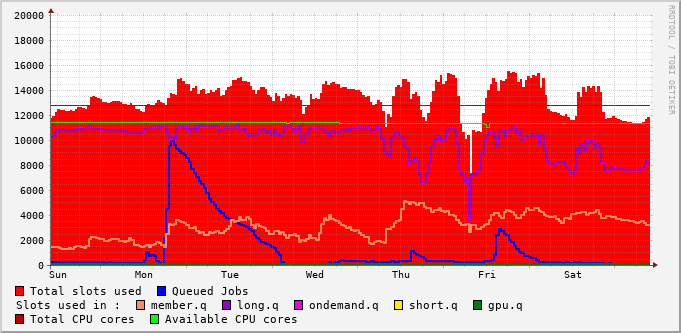 20000
18000
16000
14000
12000
10000
8000
6000
4000
2000
0
Sun Mon Tue Wed Thu Fri Sat
Total slots used Queued Jobs
Slots used in : member.q long.q ondemand.q short.q gpu.q
Total CPU cores Available CPU cores
RRDTOOL / TOBI OETIKER